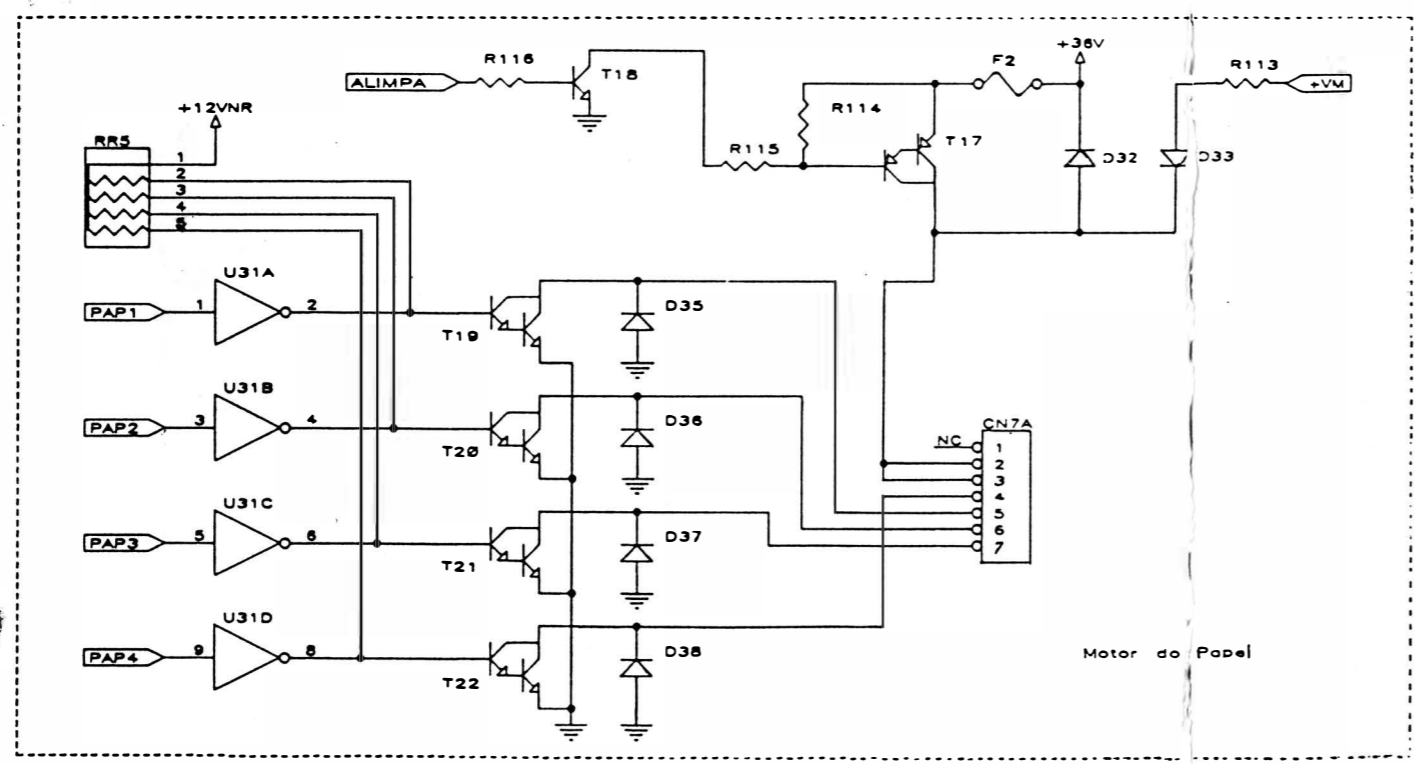 +36V
R116
T18
F2
R113
ALIMPA
+VM
+12VNR
R114
RR5
R115
T17
D32
D33
1
2
3
4
5
U31A
PAP1
1
2
D35
T19
U31B
PAP2
3
4
D36
T20
CN7A
NC
1
2
3
4
5
6
7
U31C
PAP3
5
6
D37
T21
U31D
PAP4
9
8
D38
T22
Motor do Papel